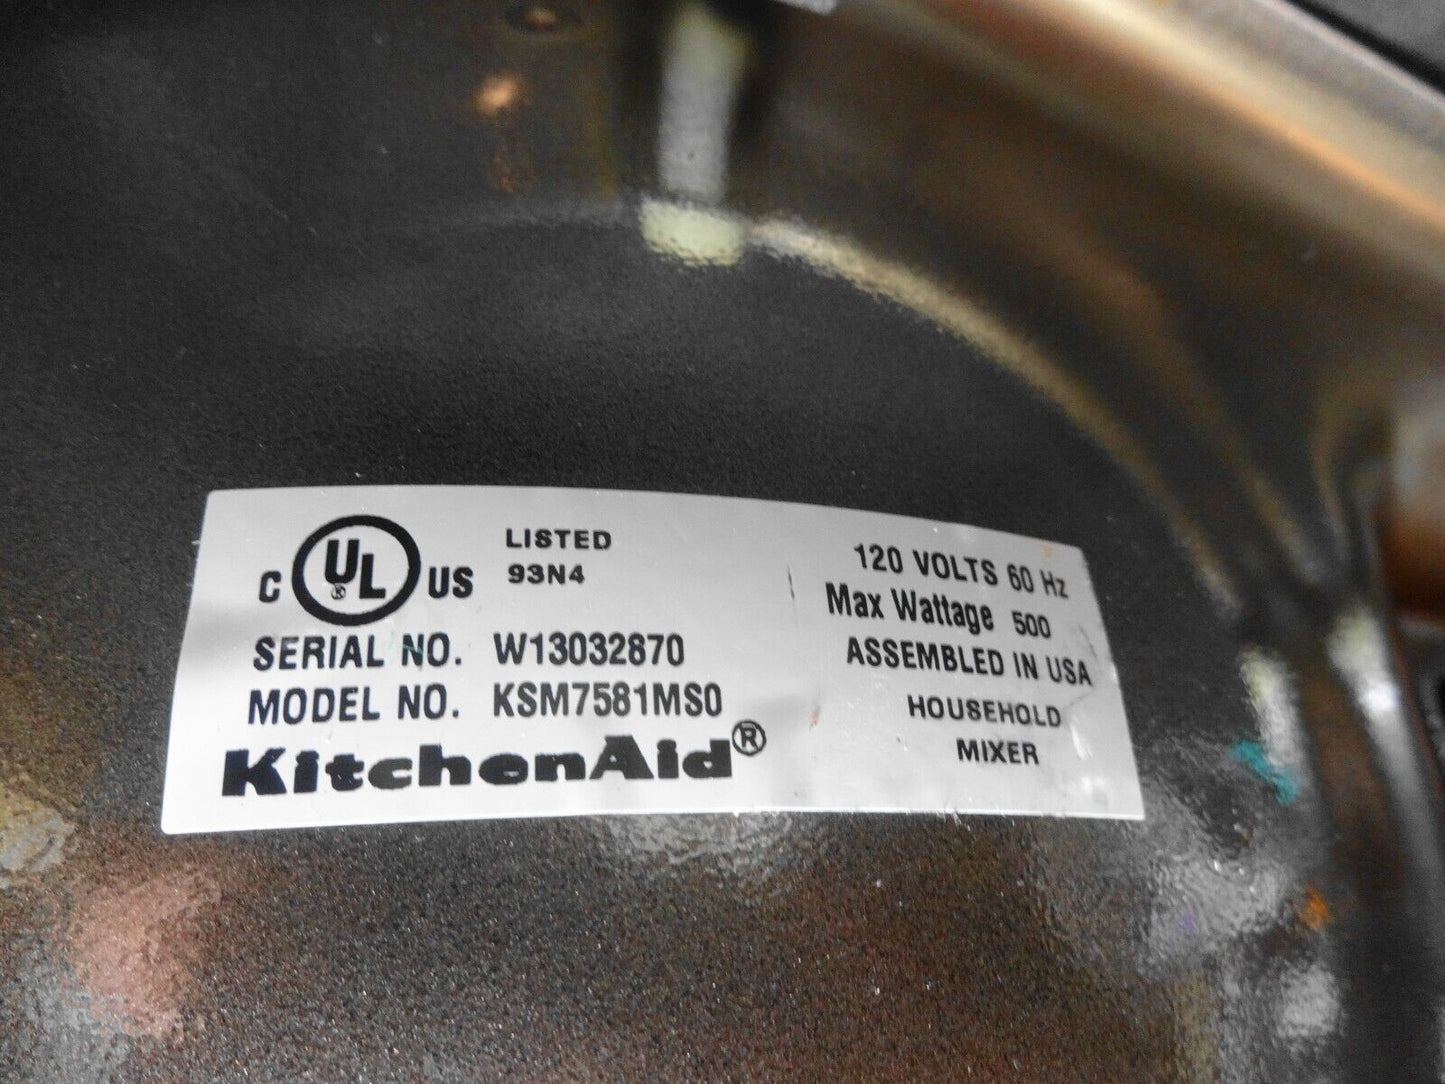 C UL® US LISTED
93N4
SERIAL NO. W13032870
MODEL NO. KSM7581MS0
KitchenAid®
120 VOLTS 60 Hz
Max Wattage 500
ASSEMBLED IN USA
HOUSEHOLD
MIXER